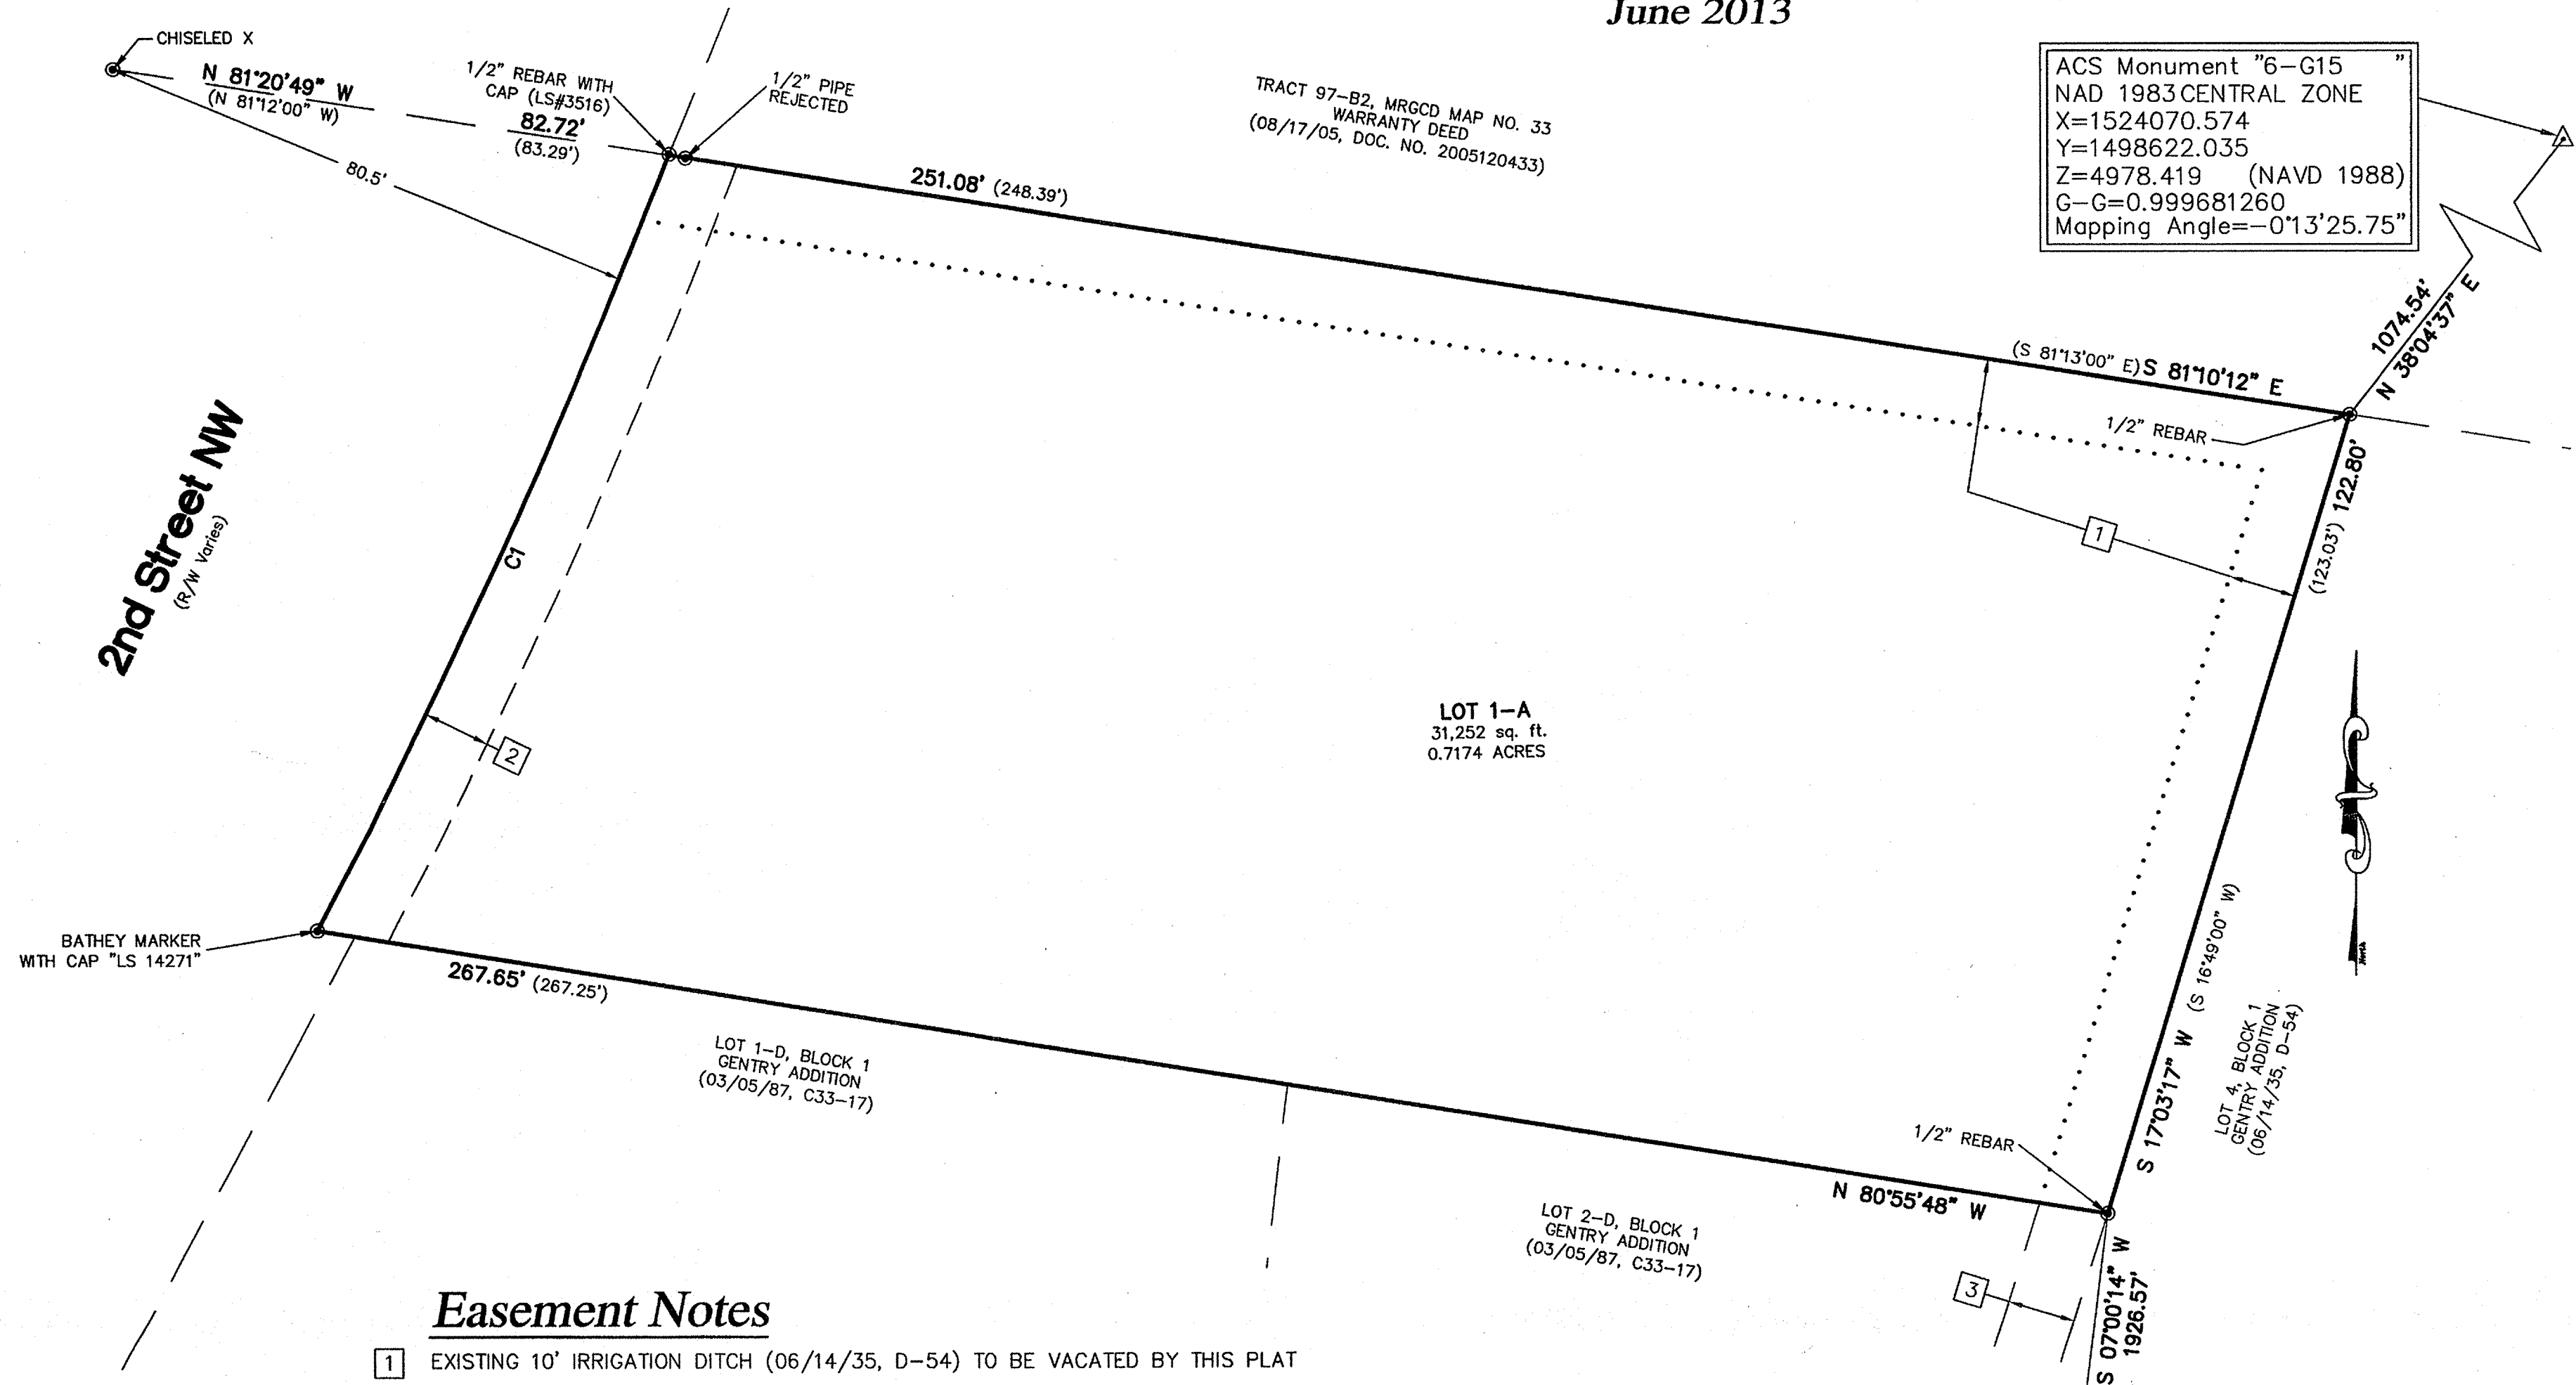 June 2013
CHISELED X
N 81°20'49" W
(N 81°12'00" W)
82.72'
(83.29')
80.5'
1/2" REBAR WITH
CAP (LS#3516)
1/2" PIPE
REJECTED
251.08' (248.39')
TRACT 97-B2, MRGCD MAP NO. 33
WARRANTY DEED
(08/17/05, DOC. NO. 2005120433)
ACS Monument "6-G15 "
NAD 1983 CENTRAL ZONE
X=1524070.574
Y=1498622.035
Z=4978.419 (NAVD 1988)
G-G=0.999681260
Mapping Angle=-0°13'25.75"
1074.54'
N 38°04'37" E
(S 81°13'00" E) S 81°10'12" E
1/2" REBAR
(123.03') 122.80'
1
2nd Street NW
(R/W Varies)
C1
2
LOT 1-A
31,252 sq. ft.
0.7174 ACRES
North
BATHEY MARKER
WITH CAP "LS 14271"
267.65' (267.25')
LOT 1-D, BLOCK 1
GENTRY ADDITION
(03/05/87, C33-17)
S 17°03'17" W (S 16°49'00" W)
LOT 4, BLOCK 1
GENTRY ADDITION
(06/14/35, D-54)
1/2" REBAR
N 80°55'48" W
LOT 2-D, BLOCK 1
GENTRY ADDITION
(03/05/87, C33-17)
3
S 07°00'14" W
1926.57'
Easement Notes
1 EXISTING 10' IRRIGATION DITCH (06/14/35, D-54) TO BE VACATED BY THIS PLAT